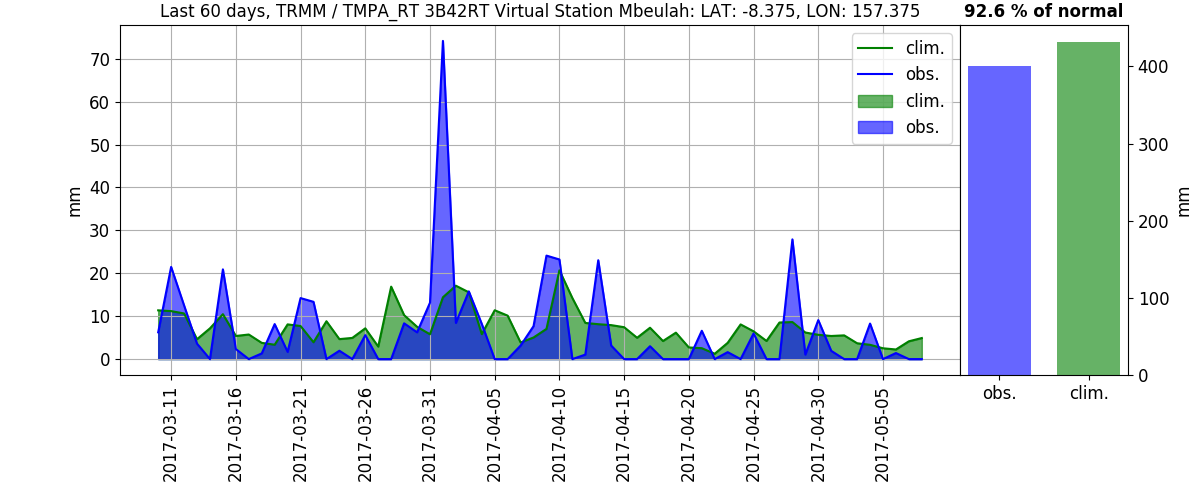 Last 60 days, TRMM / TMPA_RT 3B42RT Virtual Station Mbeulah: LAT: -8.375, LON: 157.375
92.6 % of normal
clim.
obs.
clim.
obs.
70
60
50
40
30
20
10
0
mm
2017-03-11
2017-03-16
2017-03-21
2017-03-26
2017-03-31
2017-04-05
2017-04-10
2017-04-15
2017-04-20
2017-04-25
2017-04-30
2017-05-05
400
300
200
100
0
mm
obs.
clim.